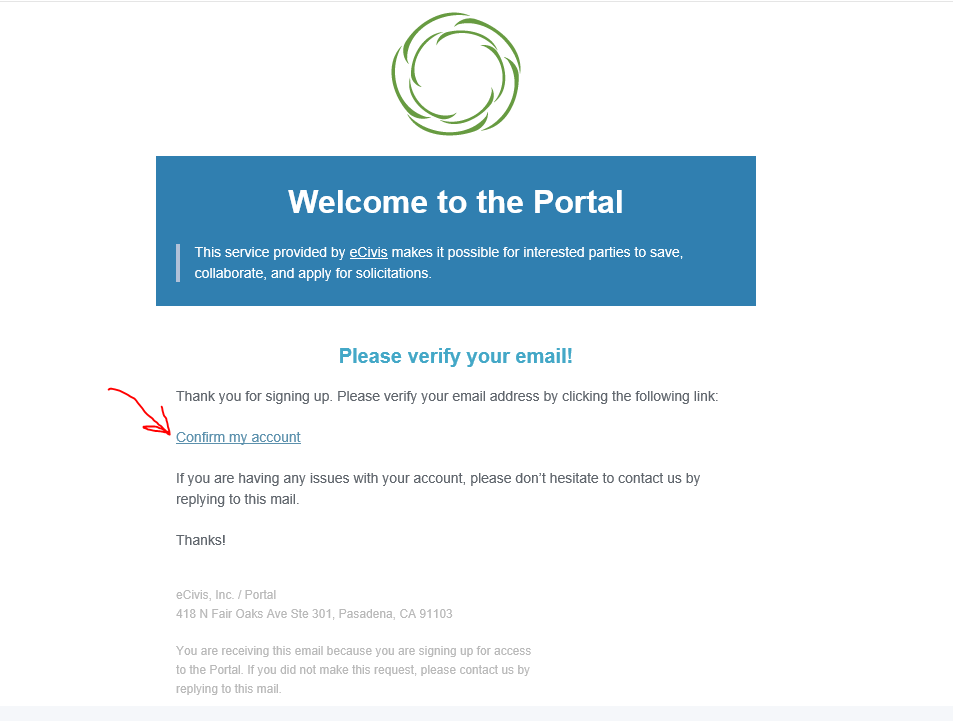 Welcome to the Portal
This service provided by eCivis makes it possible for interested parties to save,
collaborate, and apply for solicitations.
Please verify your email!
Thank you for signing up. Please verify your email address by clicking the following link:
Confirm my account
If you are having any issues with your account, please don’t hesitate to contact us by
replying to this mail.
Thanks!
eCivis, Inc. / Portal
418 N Fair Oaks Ave Ste 301, Pasadena, CA 91103
You are receiving this email because you are signing up for access
to the Portal. If you did not make this request, please contact us by
replying to this mail.